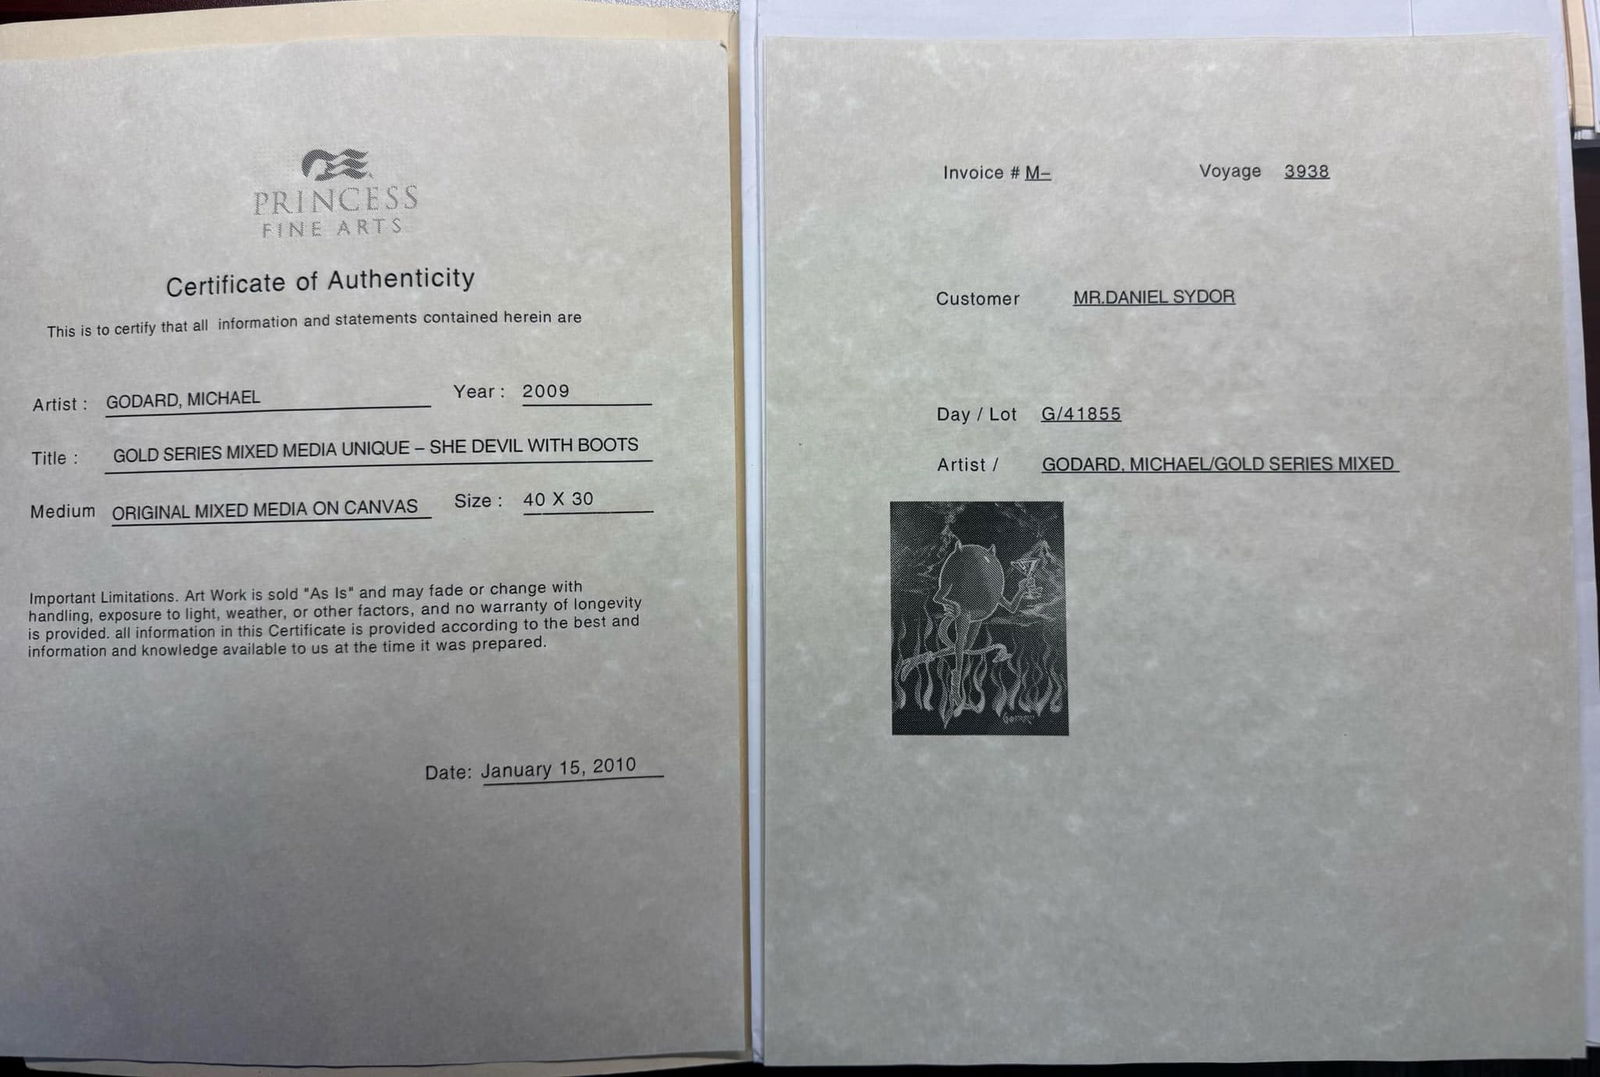 PRINCESS
FINE ARTS
Certificate of Authenticity
This is to certify that all information and statements contained herein are
Artist : GODARD, MICHAEL Year : 2009
Title : GOLD SERIES MIXED MEDIA UNIQUE – SHE DEVIL WITH BOOTS
Medium ORIGINAL MIXED MEDIA ON CANVAS Size : 40 X 30
Important Limitations. Art Work is sold "As Is" and may fade or change with
handling, exposure to light, weather, or other factors, and no warranty of longevity
is provided. all information in this Certificate is provided according to the best and
information and knowledge available to us at the time it was prepared.
Date: January 15, 2010
Invoice # M– Voyage 3938
Customer MR.DANIEL SYDOR
Day / Lot G/41855
Artist / GODARD, MICHAEL/GOLD SERIES MIXED
GODARD